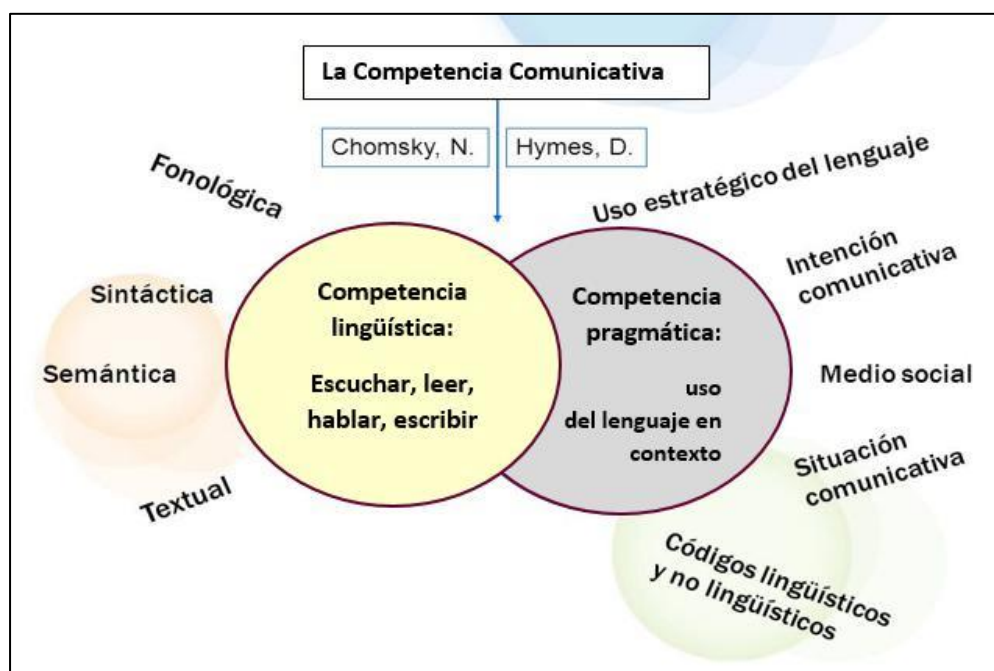 La Competencia Comunicativa
Chomsky, N.
Hymes, D.
Fonológica
Sintáctica
Semántica
Textual
Competencia
lingüística:
Escuchar, leer,
hablar, escribir
Competencia
pragmática:
uso
del lenguaje en
contexto
Uso estratégico del lenguaje
Intención
comunicativa
Medio social
Situación
comunicativa
Códigos lingüísticos
y no lingüísticos